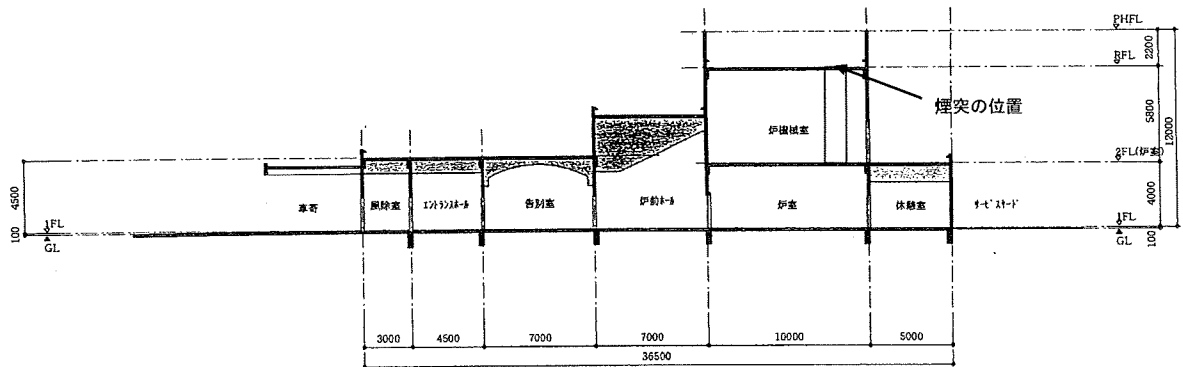 PHFL
2200
RFL
煙突の位置
5800
12000
炉機械室
2FL(炉室)
4500
車寄
風除室
エントランスホール
告別室
炉前ホール
炉室
休憩室
サービスヤード
4000
1FL
GL
100
1FL
GL
100
3000
4500
7000
7000
10000
5000
36500